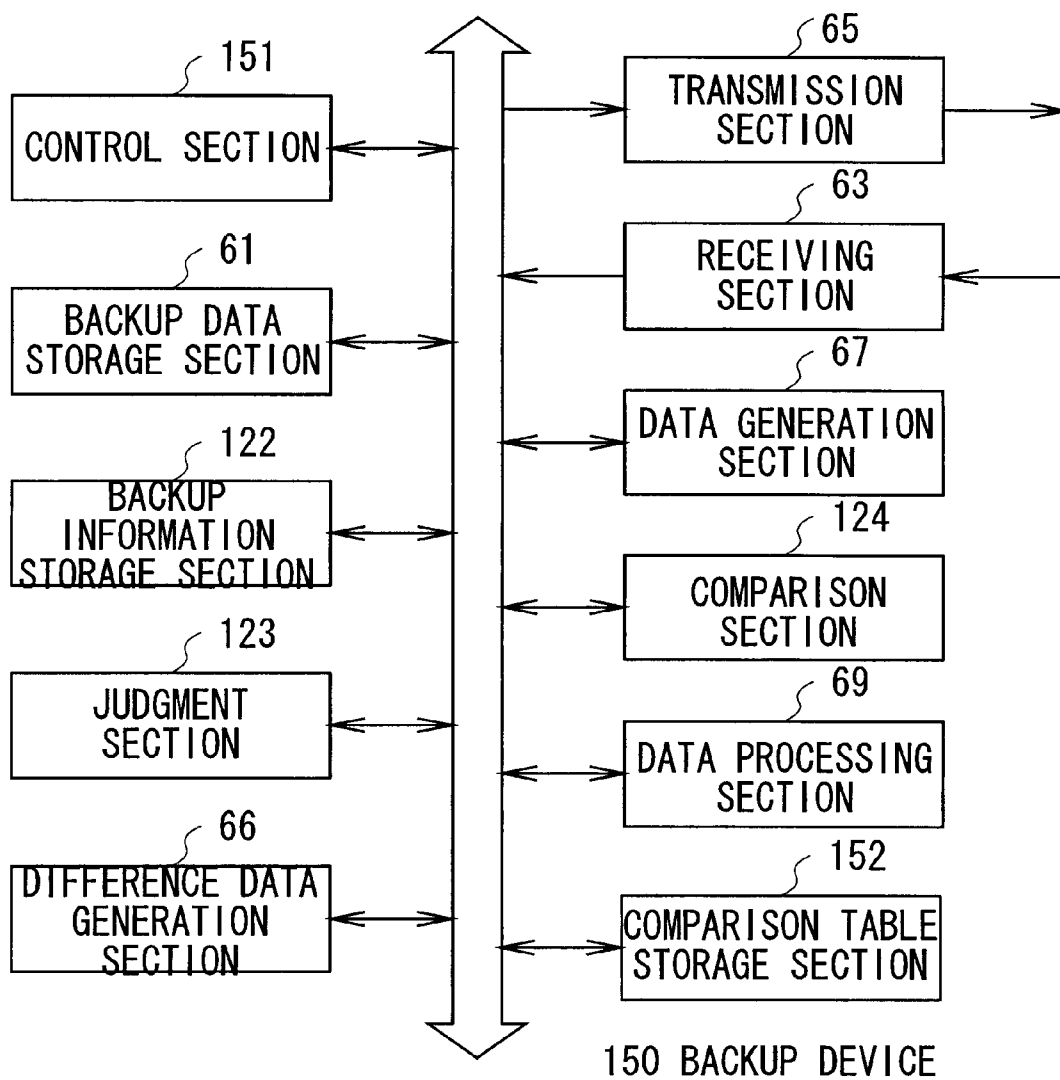 151
CONTROL SECTION
61
BACKUP DATA
STORAGE SECTION
122
BACKUP
INFORMATION
STORAGE SECTION
123
JUDGMENT
SECTION
66
DIFFERENCE DATA
GENERATION
SECTION
65
TRANSMISSION
SECTION
63
RECEIVING
SECTION
67
DATA GENERATION
SECTION
124
COMPARISON
SECTION
69
DATA PROCESSING
SECTION
152
COMPARISON TABLE
STORAGE SECTION
150 BACKUP DEVICE